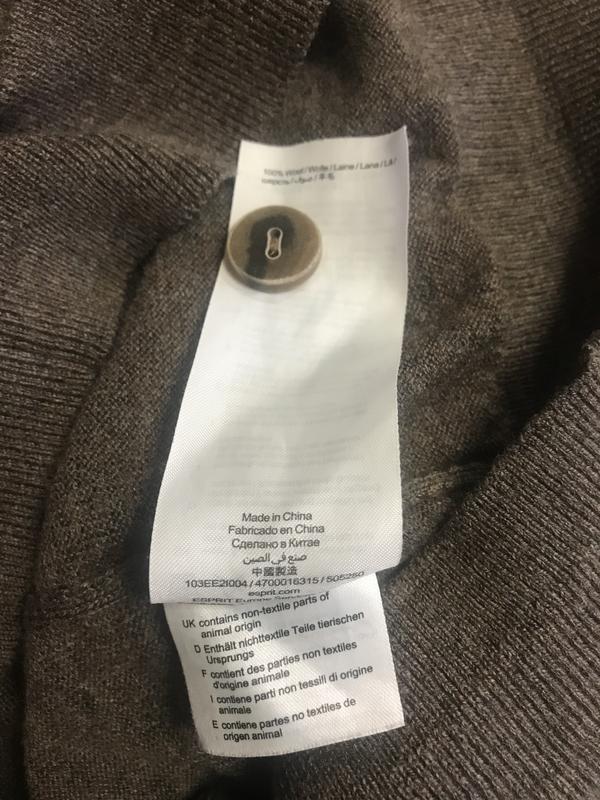 100% Wool / Wolle / Laine / Lana / Lã /
шерсть / صوف / 羊毛
Made in China
Fabricado en China
Сделано в Китае
صنع في الصين
中國製造
103EE2I004 / 4700016315 / 505260
esprit.com
ESPRIT Europe
UK contains non-textile parts of
animal origin
D Enthält nichttextile Teile tierischen
Ursprungs
F contient des parties non textiles
d'origine animale
I contiene parti non tessili di origine
animale
E contiene partes no textiles de
origen animal